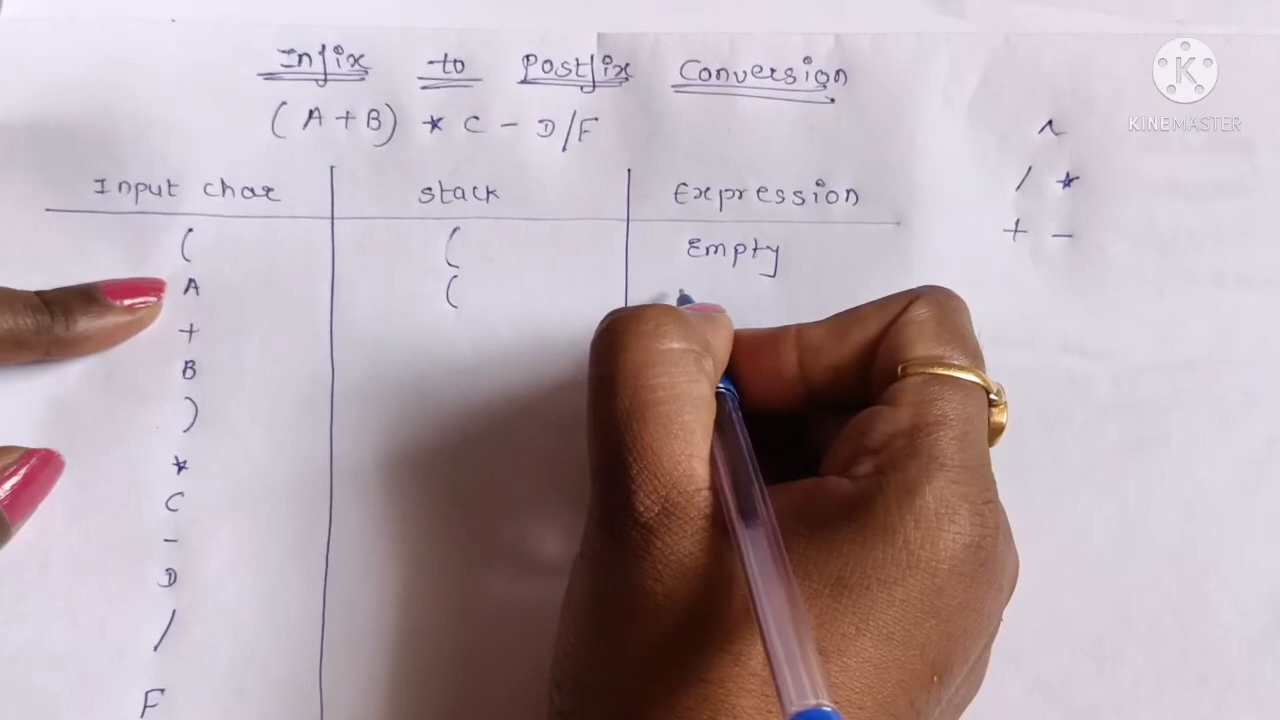 Infix to Postfix Conversion
(A+B) * C - D/F
^
/ *
+ -
Input char Stack Expression
( ( Empty
A (
+
B
)
*
C
-
D
/
F
K
KINEMASTER